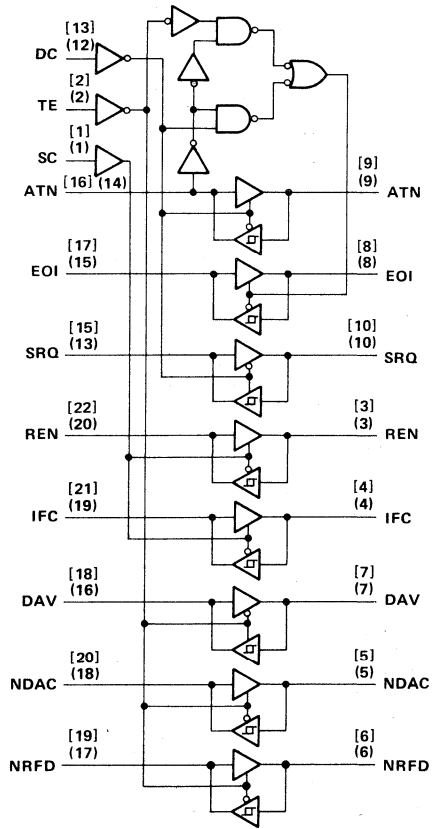 [13]
DC (12)
[2]
TE (2)
[1]
SC (1)
ATN [16] (14) [9] (9) ATN
[17] [8]
EOI (15) (8) EOI
[15] [10]
SRQ (13) (10) SRQ
[22] [3]
REN (20) (3) REN
[21] [4]
IFC (19) (4) IFC
[18] [7]
DAV (16) (7) DAV
[20] [5]
NDAC (18) (5) NDAC
[19] [6]
NRFD (17) (6) NRFD